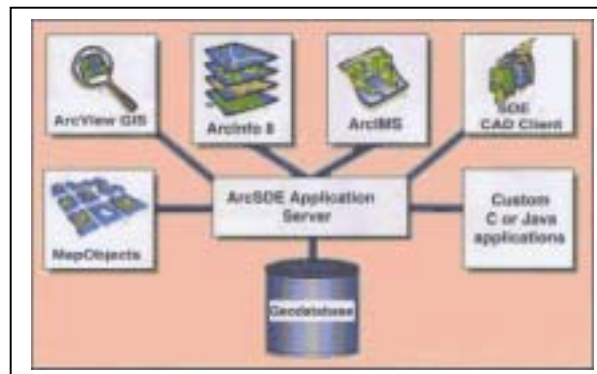 ArcView GIS
ArcInfo 8
ArcIMS
SDE
CAD Client
MapObjects
ArcSDE Application
Server
Custom
C or Java
applications
Geodatabase